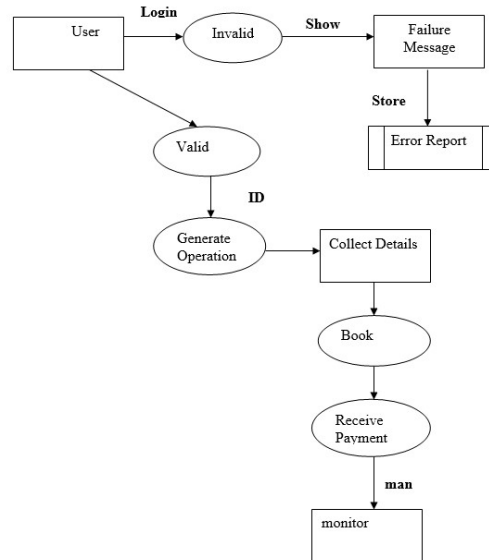 Login
User
Invalid
Show
Failure
Message
Store
Error Report
Valid
ID
Generate
Operation
Collect Details
Book
Receive
Payment
man
monitor